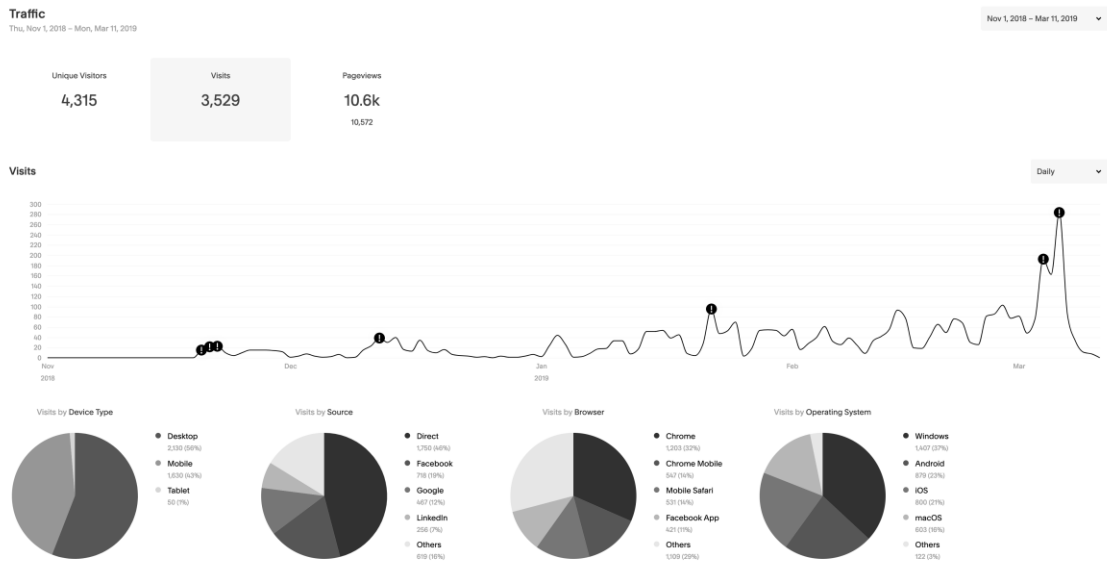 Traffic
Nov 1, 2018 – Mar 11, 2019
Thu, Nov 1, 2018 – Mon, Mar 11, 2019
Unique Visitors
4,315
Visits
3,529
Pageviews
10.6k
10,572
Visits
Daily
300
280
260
240
220
200
180
160
140
120
100
80
60
40
20
0
Nov
2018
Dec
Jan
2019
Feb
Mar
Visits by Device Type
Desktop
2,130 (56%)
Mobile
1,630 (43%)
Tablet
50 (1%)
Visits by Source
Direct
1,750 (46%)
Facebook
718 (19%)
Google
467 (12%)
LinkedIn
256 (7%)
Others
619 (16%)
Visits by Browser
Chrome
1,203 (32%)
Chrome Mobile
547 (14%)
Mobile Safari
531 (14%)
Facebook App
421 (11%)
Others
1,109 (29%)
Visits by Operating System
Windows
1,407 (37%)
Android
879 (23%)
iOS
800 (21%)
macOS
603 (16%)
Others
122 (3%)